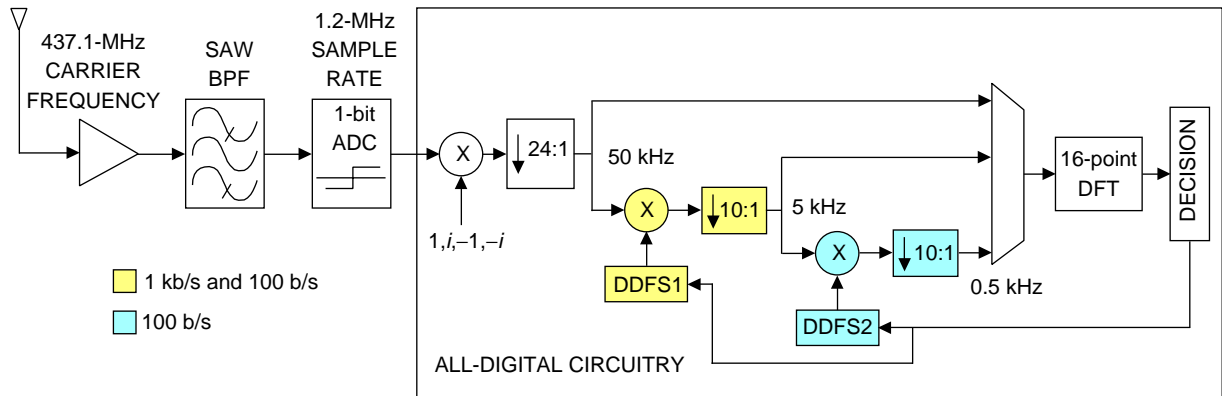 437.1-MHz
CARRIER
FREQUENCY
SAW
BPF
1.2-MHz
SAMPLE
RATE
1-bit
ADC
X
1,i,–1,–i
24:1
50 kHz
X
DDFS1
10:1
5 kHz
X
DDFS2
10:1
0.5 kHz
16-point
DFT
DECISION
1 kb/s and 100 b/s
100 b/s
ALL-DIGITAL CIRCUITRY